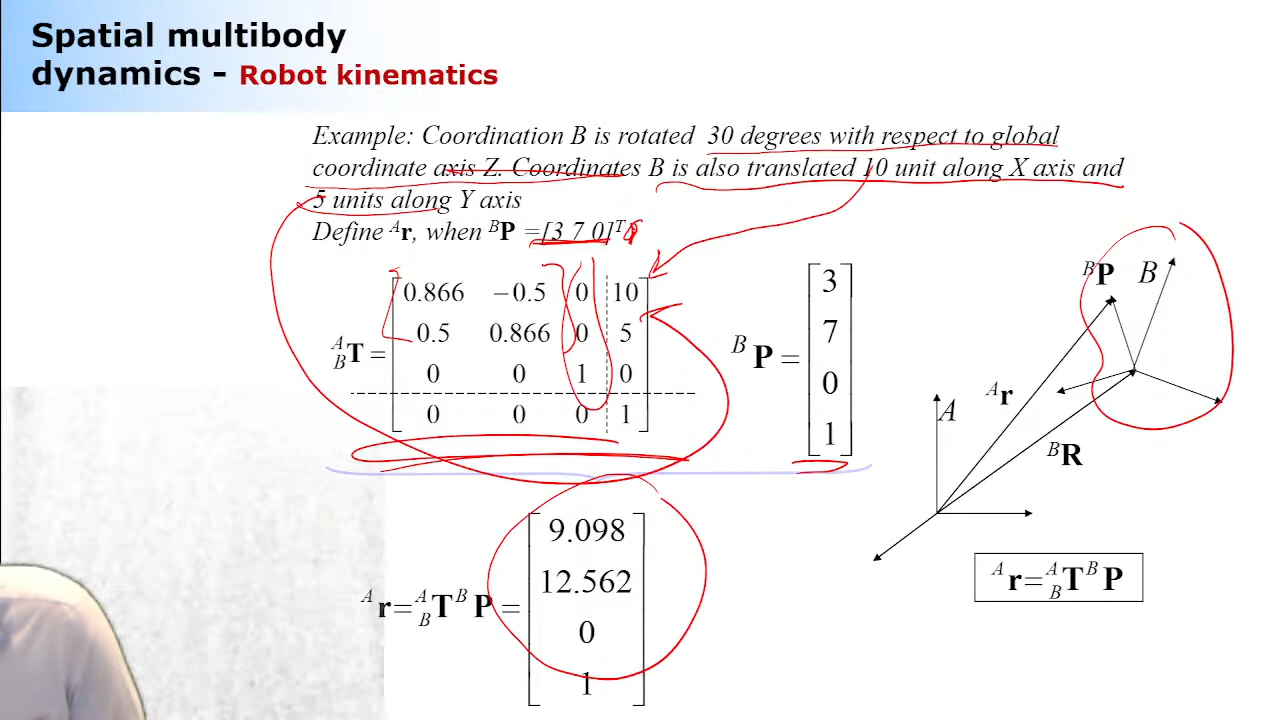 Spatial multibody
dynamics - Robot kinematics
Example: Coordination B is rotated 30 degrees with respect to global
coordinate axis Z. Coordinates B is also translated 10 unit along X axis and
5 units along Y axis
Define ᴬr, when ᴮP =[3 7 0]ᵀ
0.866 −0.5 0 10
0.5 0.866 0 5
ᴬ_BT =
0 0 1 0
0 0 0 1
3
7
ᴮP =
0
1
ᴮP B
A
ᴬr
ᴮR
9.098
12.562
ᴬr=ᴬ_BTᴮP =
0
1
ᴬr=ᴬ_BTᴮP